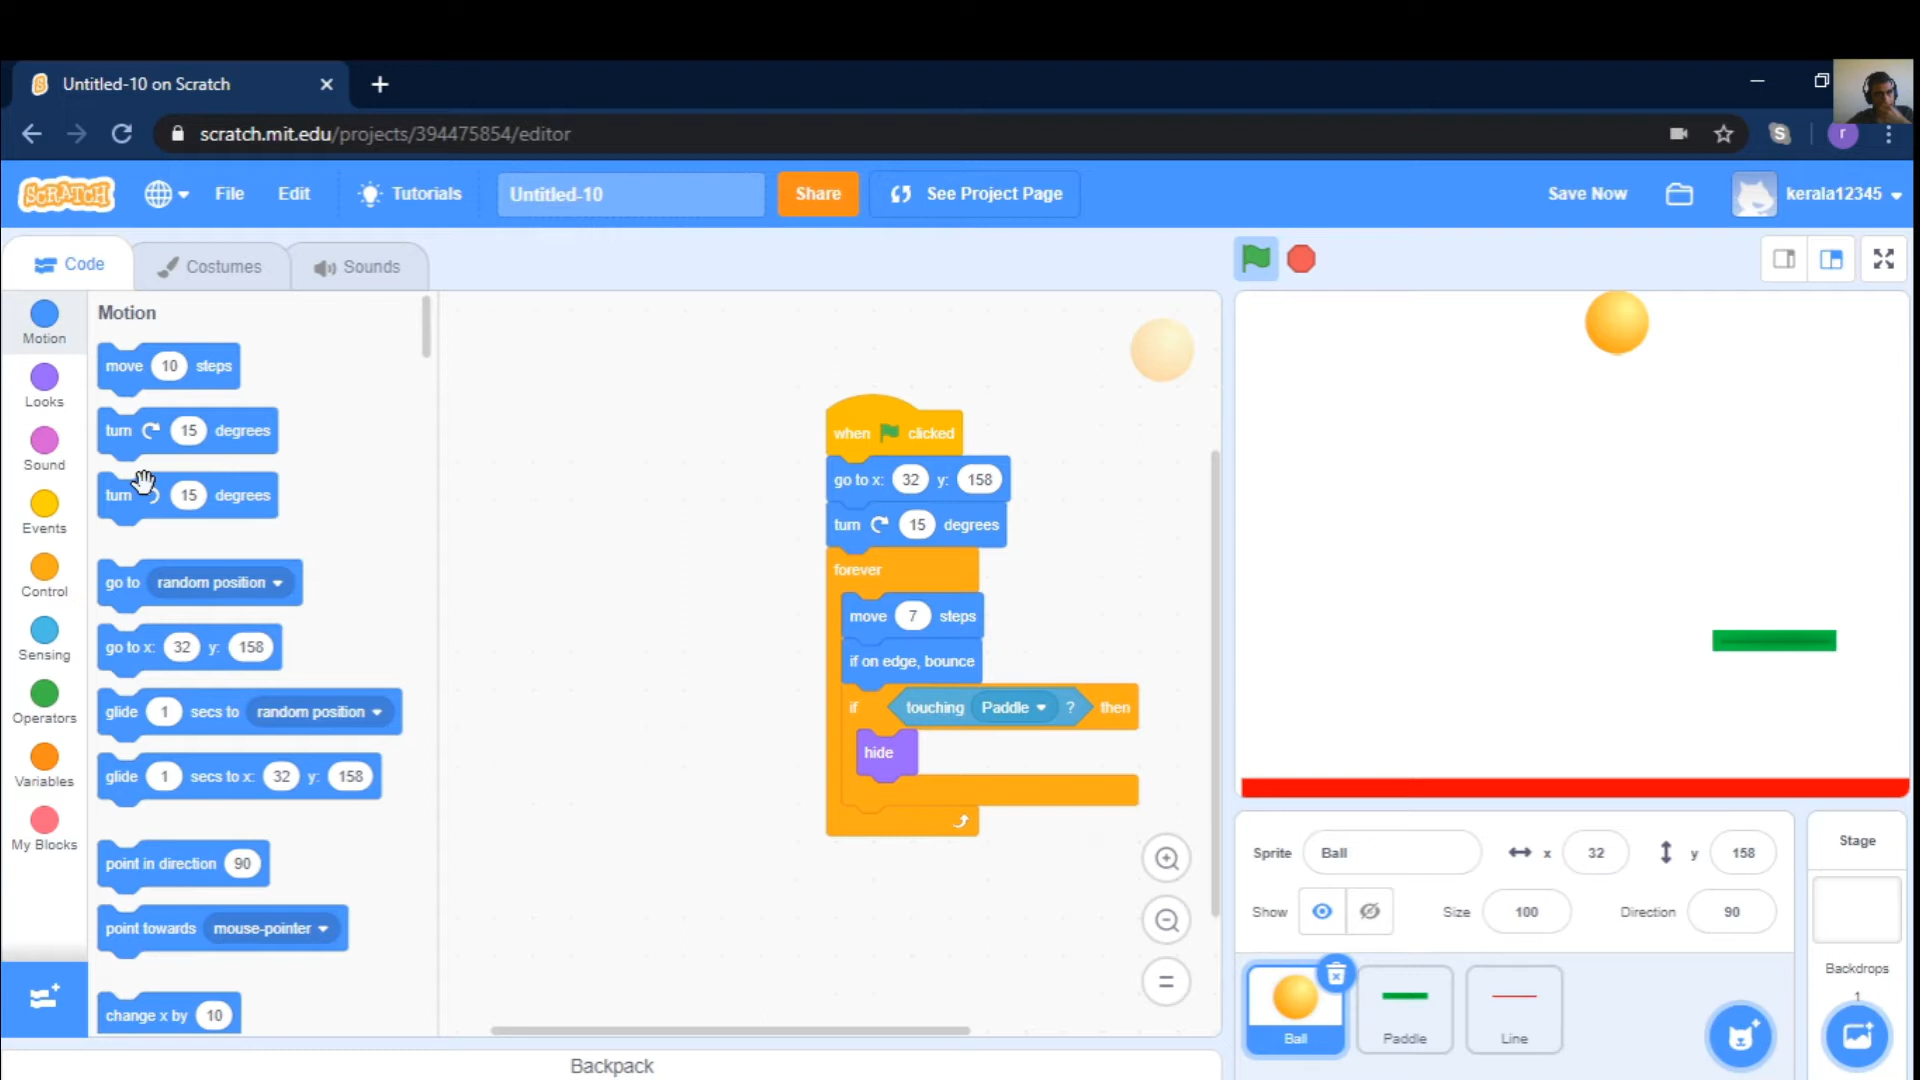 Untitled-10 on Scratch
scratch.mit.edu/projects/394475854/editor
S
r
SCRATCH
File
Edit
Tutorials
Untitled-10
Share
See Project Page
Save Now
kerala12345
Code
Costumes
Sounds
Motion
Looks
Sound
Events
Control
Sensing
Operators
Variables
My Blocks
Motion
move 10 steps
turn 15 degrees
turn 15 degrees
go to random position
go to x: 32 y: 158
glide 1 secs to random position
glide 1 secs to x: 32 y: 158
point in direction 90
point towards mouse-pointer
change x by 10
when clicked
go to x: 32 y: 158
turn 15 degrees
forever
move 7 steps
if on edge, bounce
if touching Paddle ? then
hide
Sprite Ball x 32 y 158
Show Size 100 Direction 90
Ball
Paddle
Line
Stage
Backdrops
1
Backpack